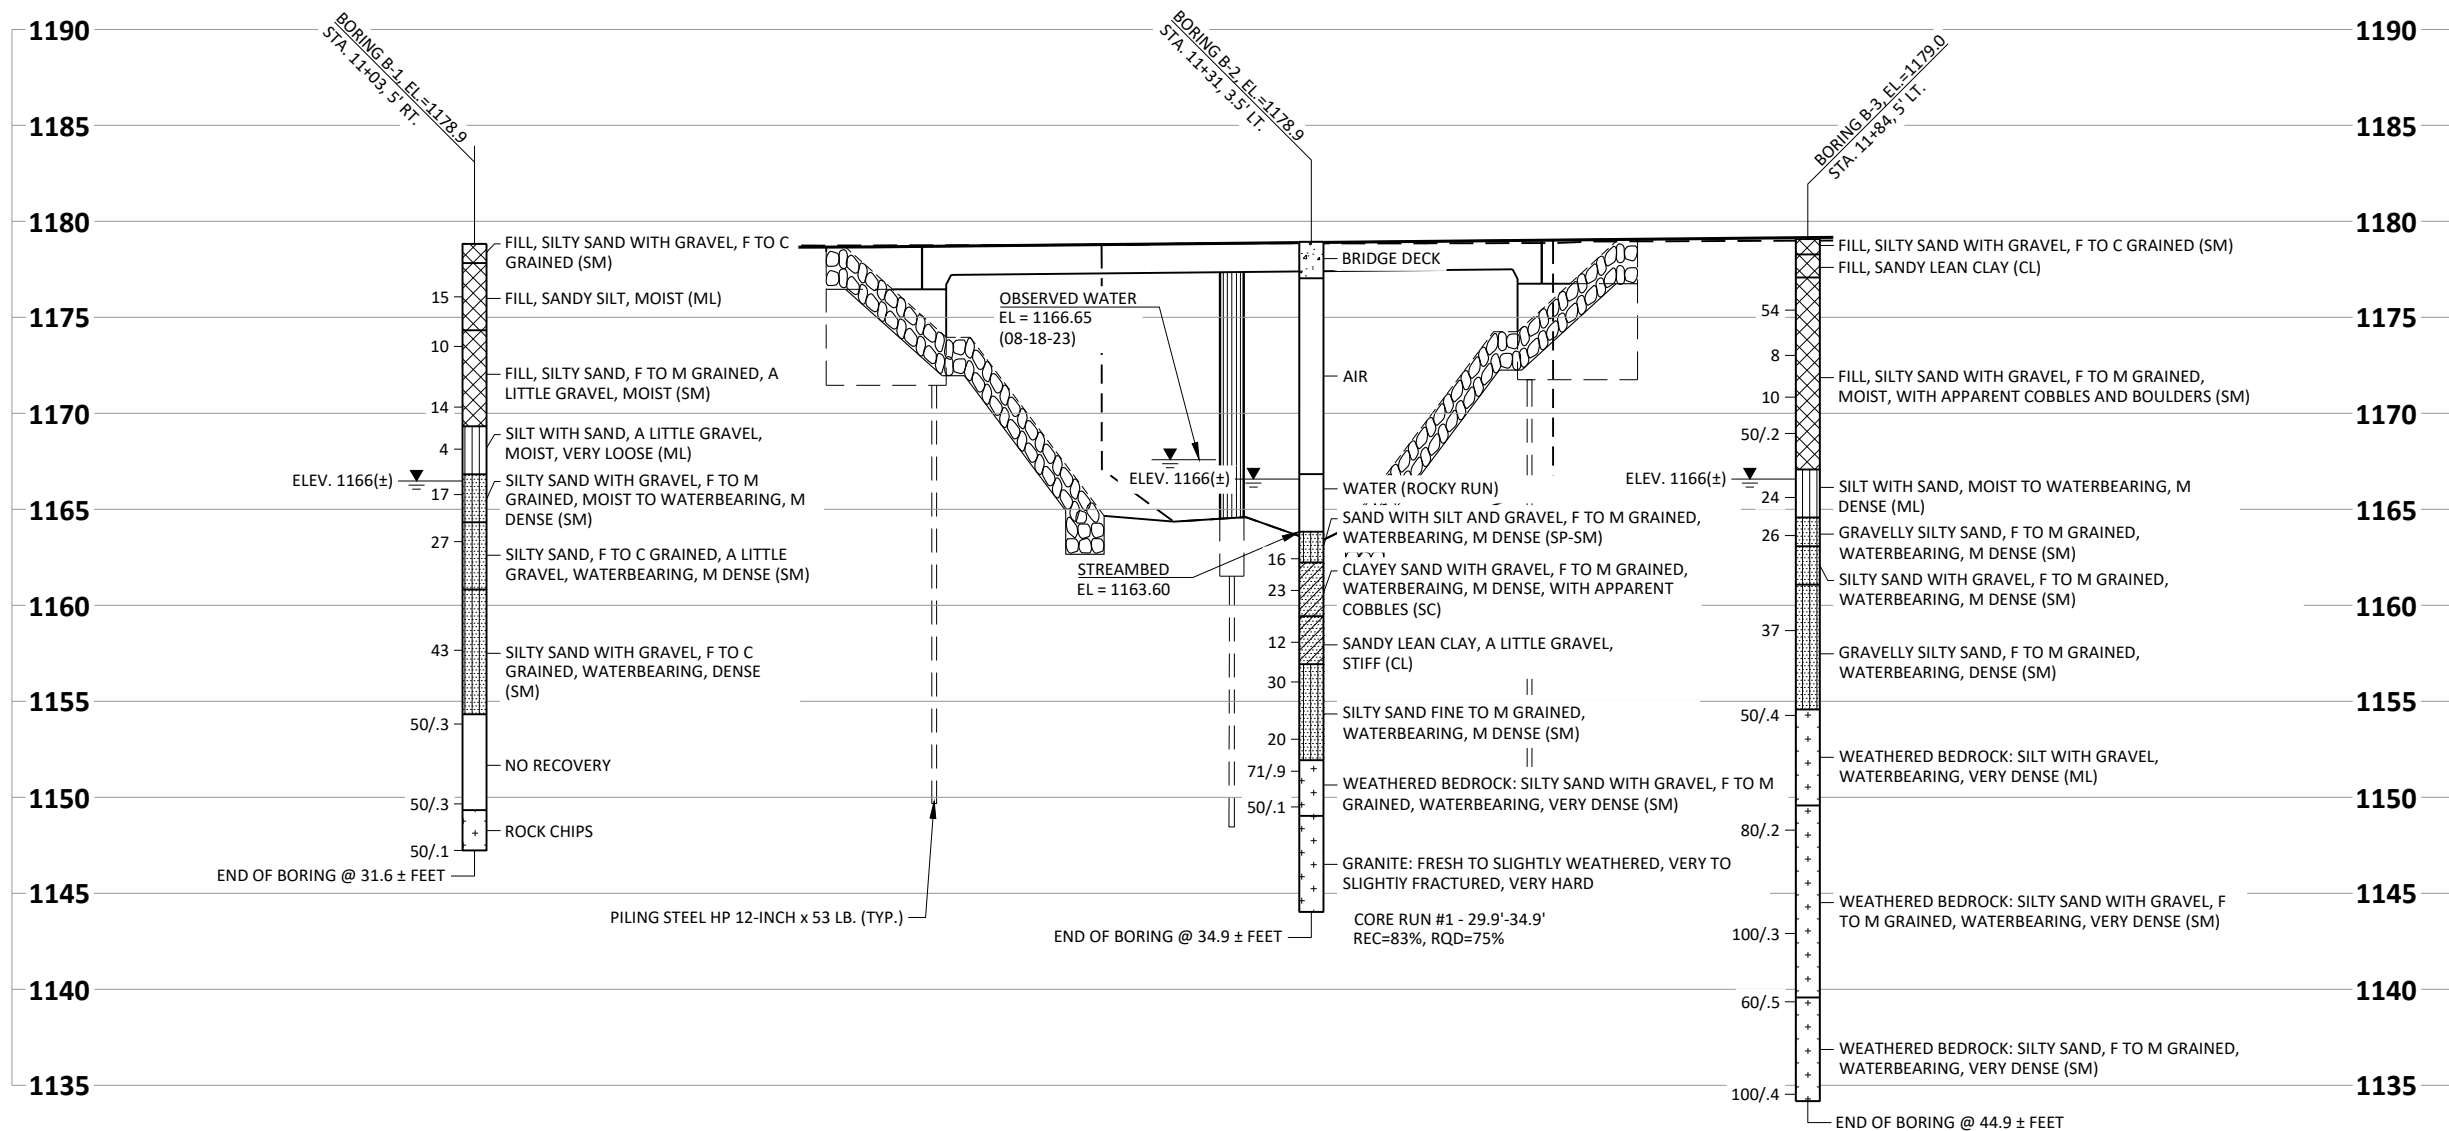 1190
1185
1180
1175
1170
1165
1160
1155
1150
1145
1140
1135
BORING B-1, EL.=1178.9
STA. 11+03, 5' RT.
FILL, SILTY SAND WITH GRAVEL, F TO C
GRAINED (SM)
15
FILL, SANDY SILT, MOIST (ML)
10
FILL, SILTY SAND, F TO M GRAINED, A
LITTLE GRAVEL, MOIST (SM)
14
SILT WITH SAND, A LITTLE GRAVEL,
MOIST, VERY LOOSE (ML)
4
ELEV. 1166(±)
17
SILTY SAND WITH GRAVEL, F TO M
GRAINED, MOIST TO WATERBEARING, M
DENSE (SM)
27
SILTY SAND, F TO C GRAINED, A LITTLE
GRAVEL, WATERBEARING, M DENSE (SM)
43
SILTY SAND WITH GRAVEL, F TO C
GRAINED, WATERBEARING, DENSE
(SM)
50/.3
NO RECOVERY
50/.3
ROCK CHIPS
50/.1
END OF BORING @ 31.6 ± FEET
PILING STEEL HP 12-INCH x 53 LB. (TYP.)
BORING B-2, EL.=1178.9
STA. 11+31, 3.5' LT.
BRIDGE DECK
OBSERVED WATER
EL = 1166.65
(08-18-23)
AIR
ELEV. 1166(±)
WATER (ROCKY RUN)
SAND WITH SILT AND GRAVEL, F TO M GRAINED,
WATERBEARING, M DENSE (SP-SM)
STREAMBED
EL = 1163.60
16
CLAYEY SAND WITH GRAVEL, F TO M GRAINED,
WATERBERAING, M DENSE, WITH APPARENT
COBBLES (SC)
23
12
SANDY LEAN CLAY, A LITTLE GRAVEL,
STIFF (CL)
30
SILTY SAND FINE TO M GRAINED,
WATERBEARING, M DENSE (SM)
20
71/.9
WEATHERED BEDROCK: SILTY SAND WITH GRAVEL, F TO M
GRAINED, WATERBEARING, VERY DENSE (SM)
50/.1
GRANITE: FRESH TO SLIGHTLY WEATHERED, VERY TO
SLIGHTLY FRACTURED, VERY HARD
CORE RUN #1 - 29.9'-34.9'
REC=83%, RQD=75%
END OF BORING @ 34.9 ± FEET
BORING B-3, EL.=1179.0
STA. 11+84, 5' LT.
FILL, SILTY SAND WITH GRAVEL, F TO C GRAINED (SM)
FILL, SANDY LEAN CLAY (CL)
54
8
FILL, SILTY SAND WITH GRAVEL, F TO M GRAINED,
MOIST, WITH APPARENT COBBLES AND BOULDERS (SM)
10
50/.2
ELEV. 1166(±)
SILT WITH SAND, MOIST TO WATERBEARING, M
DENSE (ML)
24
GRAVELLY SILTY SAND, F TO M GRAINED,
WATERBEARING, M DENSE (SM)
26
SILTY SAND WITH GRAVEL, F TO M GRAINED,
WATERBEARING, M DENSE (SM)
37
GRAVELLY SILTY SAND, F TO M GRAINED,
WATERBEARING, DENSE (SM)
50/.4
WEATHERED BEDROCK: SILT WITH GRAVEL,
WATERBEARING, VERY DENSE (ML)
80/.2
WEATHERED BEDROCK: SILTY SAND WITH GRAVEL, F
TO M GRAINED, WATERBEARING, VERY DENSE (SM)
100/.3
60/.5
WEATHERED BEDROCK: SILTY SAND, F TO M GRAINED,
WATERBEARING, VERY DENSE (SM)
100/.4
END OF BORING @ 44.9 ± FEET
1190
1185
1180
1175
1170
1165
1160
1155
1150
1145
1140
1135